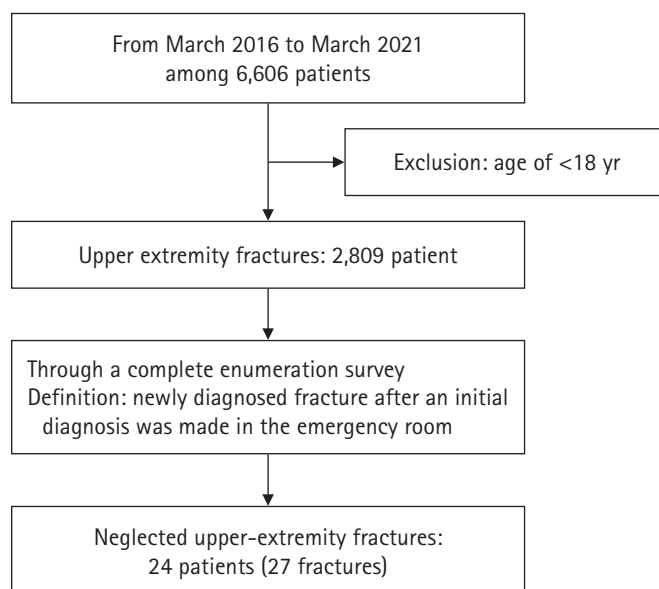 From March 2016 to March 2021
among 6,606 patients
Exclusion: age of <18 yr
Upper extremity fractures: 2,809 patient
Through a complete enumeration survey
Definition: newly diagnosed fracture after an initial
diagnosis was made in the emergency room
Neglected upper-extremity fractures:
24 patients (27 fractures)